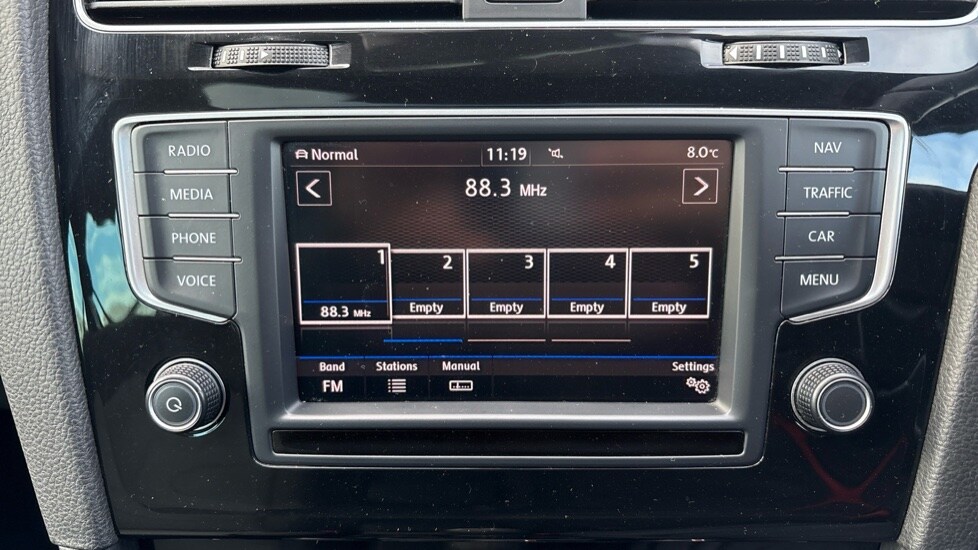 RADIO
MEDIA
PHONE
VOICE
Normal 11:19 8.0°C
88.3 MHz
1 2 3 4 5
88.3 MHz Empty Empty Empty Empty
Band Stations Manual Settings
FM
NAV
TRAFFIC
CAR
MENU